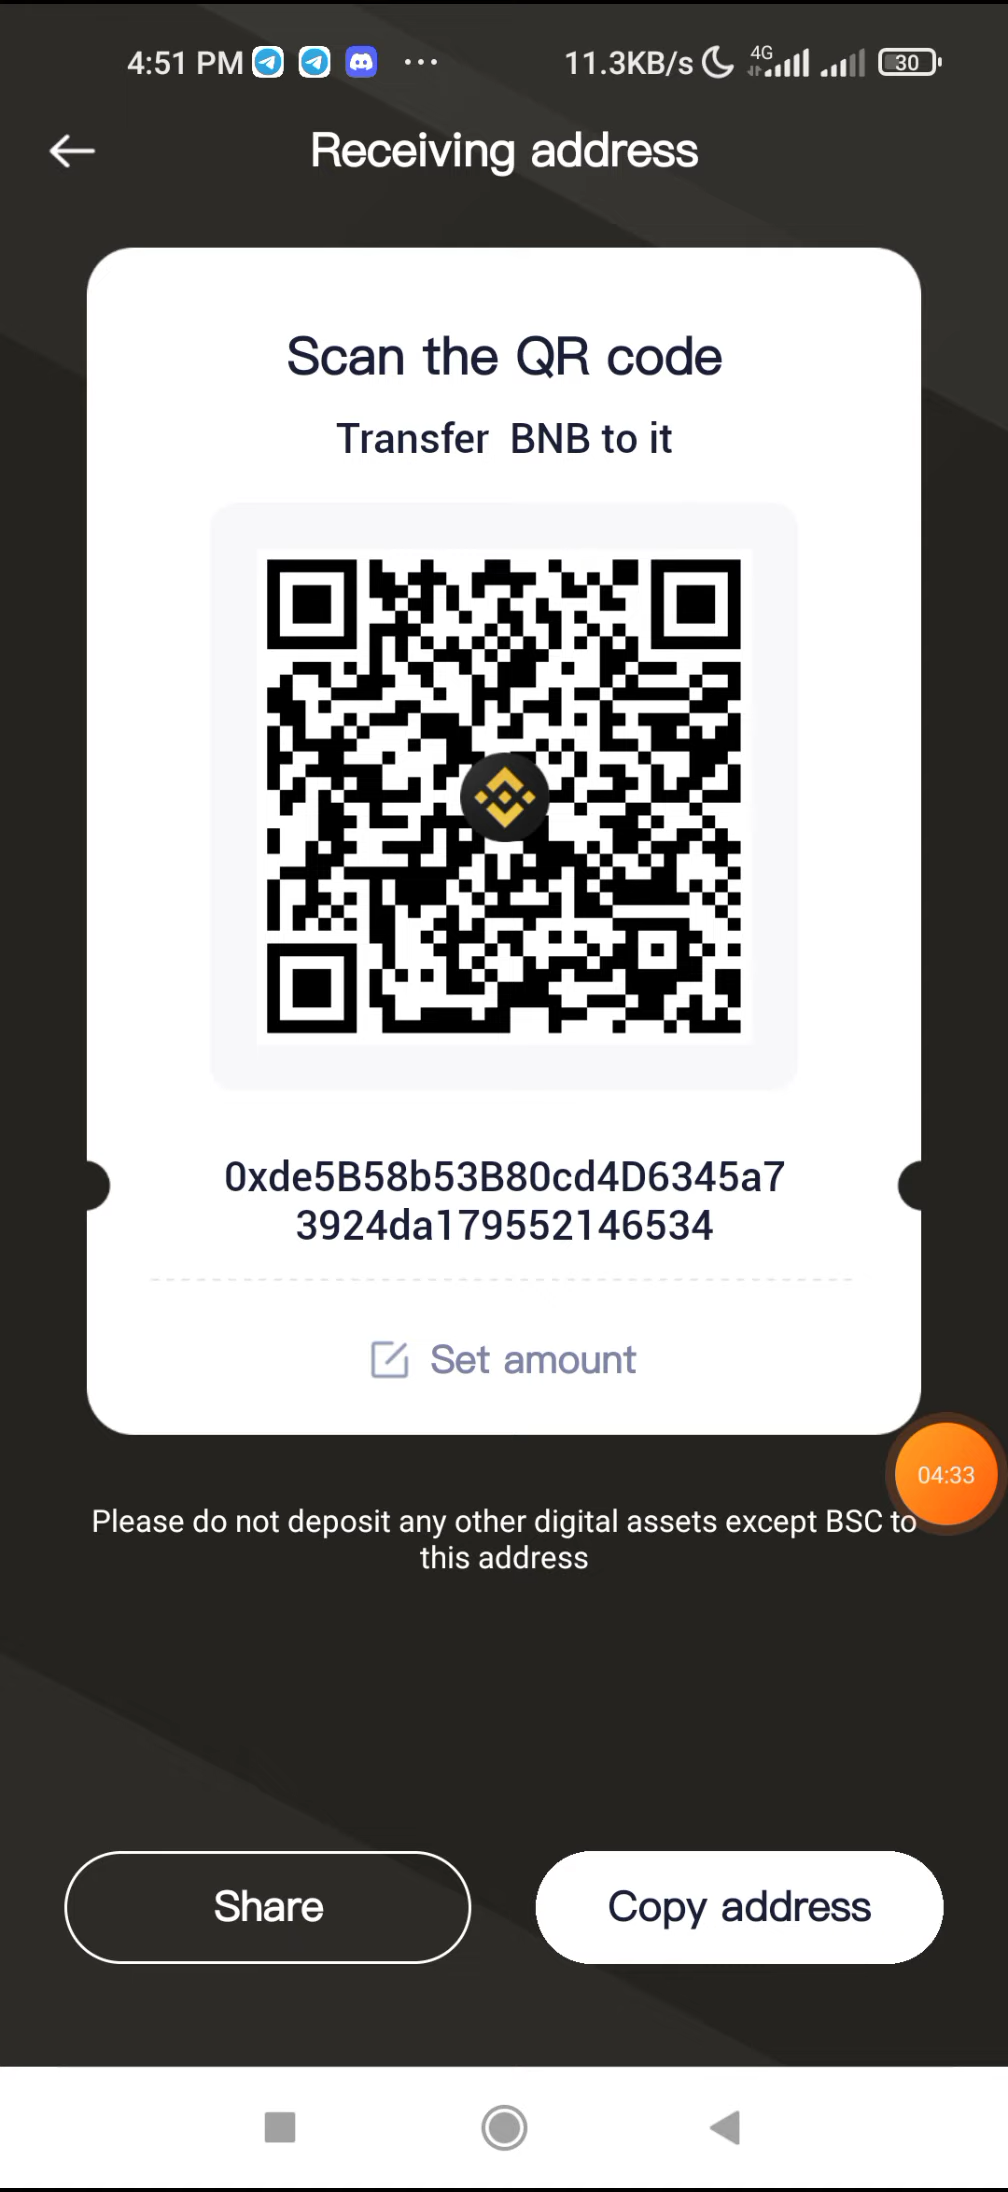 4:51 PM ... 11.3KB/s 4G 30
Receiving address
Scan the QR code
Transfer BNB to it
0xde5B58b53B80cd4D6345a7
3924da179552146534
Set amount
04:33
Please do not deposit any other digital assets except BSC to
this address
Share Copy address